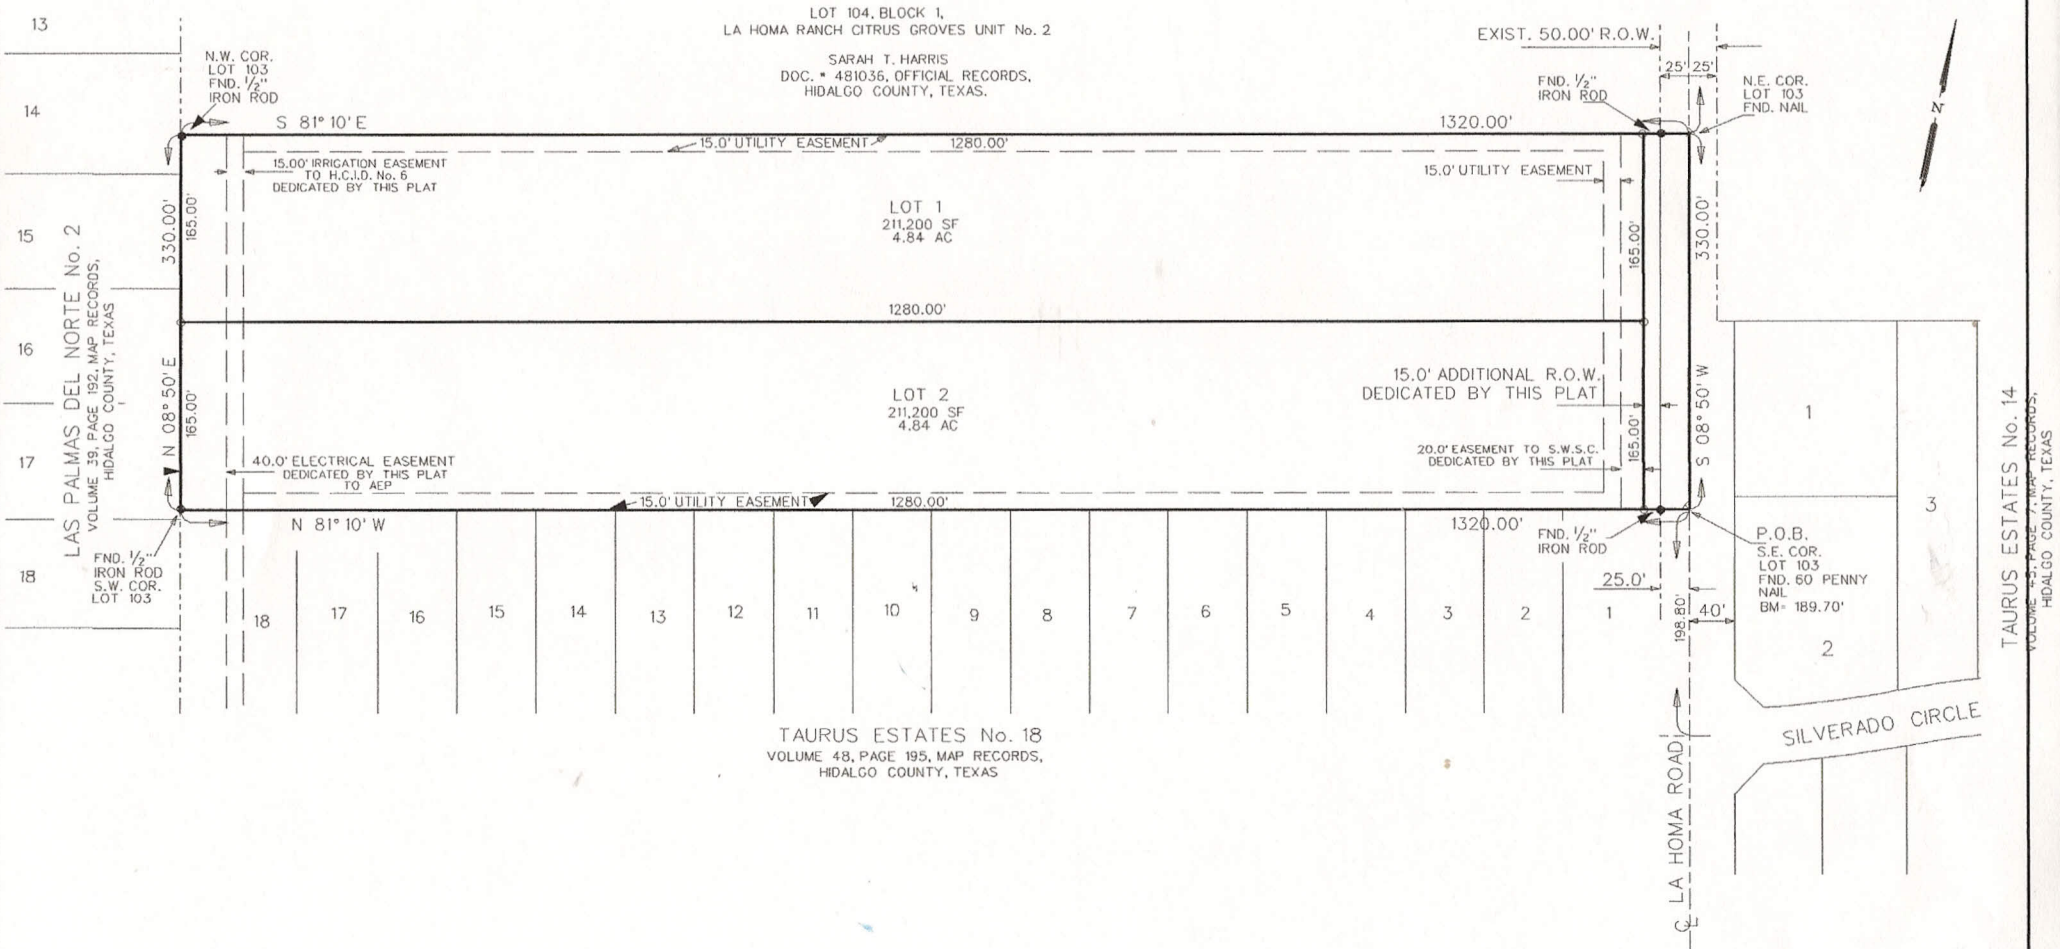 LOT 104, BLOCK 1,
LA HOMA RANCH CITRUS GROVES UNIT No. 2
SARAH T. HARRIS
DOC. # 481036, OFFICIAL RECORDS,
HIDALGO COUNTY, TEXAS.
EXIST. 50.00' R.O.W.
25' 25'
N.W. COR.
LOT 103
FND. 1/2"
IRON ROD
FND. 1/2"
IRON ROD
N.E. COR.
LOT 103
FND. NAIL
N
S 81° 10' E
1320.00'
15.0' UTILITY EASEMENT
1280.00'
15.00' IRRIGATION EASEMENT
TO H.C.I.D. No. 6
DEDICATED BY THIS PLAT
15.0' UTILITY EASEMENT
13
14
15
16
17
18
LAS PALMAS DEL NORTE No. 2
VOLUME 39, PAGE 192, MAP RECORDS,
HIDALGO COUNTY, TEXAS
330.00'
165.00'
N 08° 50' E
165.00'
LOT 1
211,200 SF
4.84 AC
165.00'
330.00'
1280.00'
LOT 2
211,200 SF
4.84 AC
15.0' ADDITIONAL R.O.W.
DEDICATED BY THIS PLAT
165.00'
S 08° 50' W
20.0' EASEMENT TO S.W.S.C.
DEDICATED BY THIS PLAT
40.0' ELECTRICAL EASEMENT
DEDICATED BY THIS PLAT
TO AEP
15.0' UTILITY EASEMENT
1280.00'
N 81° 10' W
1320.00'
FND. 1/2"
IRON ROD
S.W. COR.
LOT 103
FND. 1/2"
IRON ROD
P.O.B.
S.E. COR.
LOT 103
FND. 60 PENNY
NAIL
BM= 189.70'
25.0'
198.80'
40'
18 17 16 15 14 13 12 11 10 9 8 7 6 5 4 3 2 1
1
2
3
TAURUS ESTATES No. 14
VOLUME 45, PAGE 7, MAP RECORDS,
HIDALGO COUNTY, TEXAS
TAURUS ESTATES No. 18
VOLUME 48, PAGE 195, MAP RECORDS,
HIDALGO COUNTY, TEXAS
SILVERADO CIRCLE
CL LA HOMA ROAD